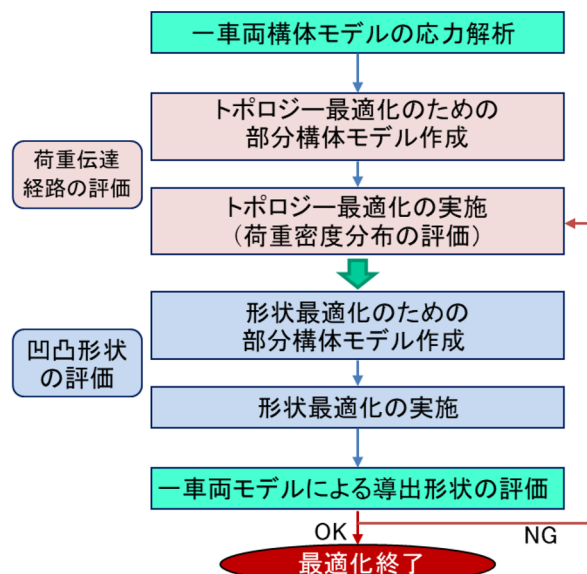 一車両構体モデルの応力解析
トポロジー最適化のための
部分構体モデル作成
荷重伝達
経路の評価
トポロジー最適化の実施
（荷重密度分布の評価）
形状最適化のための
部分構体モデル作成
凹凸形状
の評価
形状最適化の実施
一車両モデルによる導出形状の評価
OK
NG
最適化終了